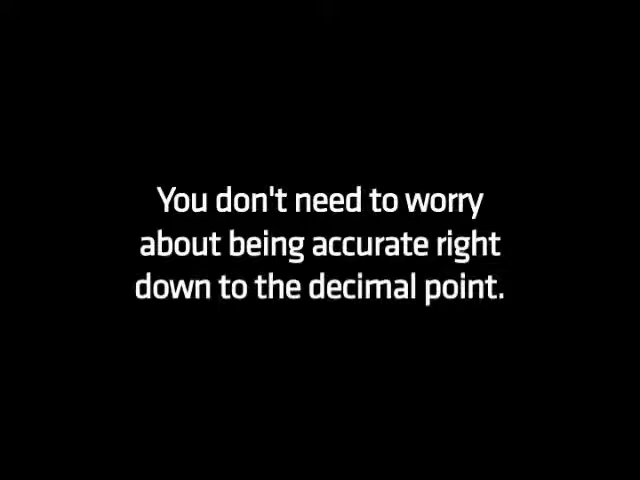 You don't need to worry
about being accurate right
down to the decimal point.